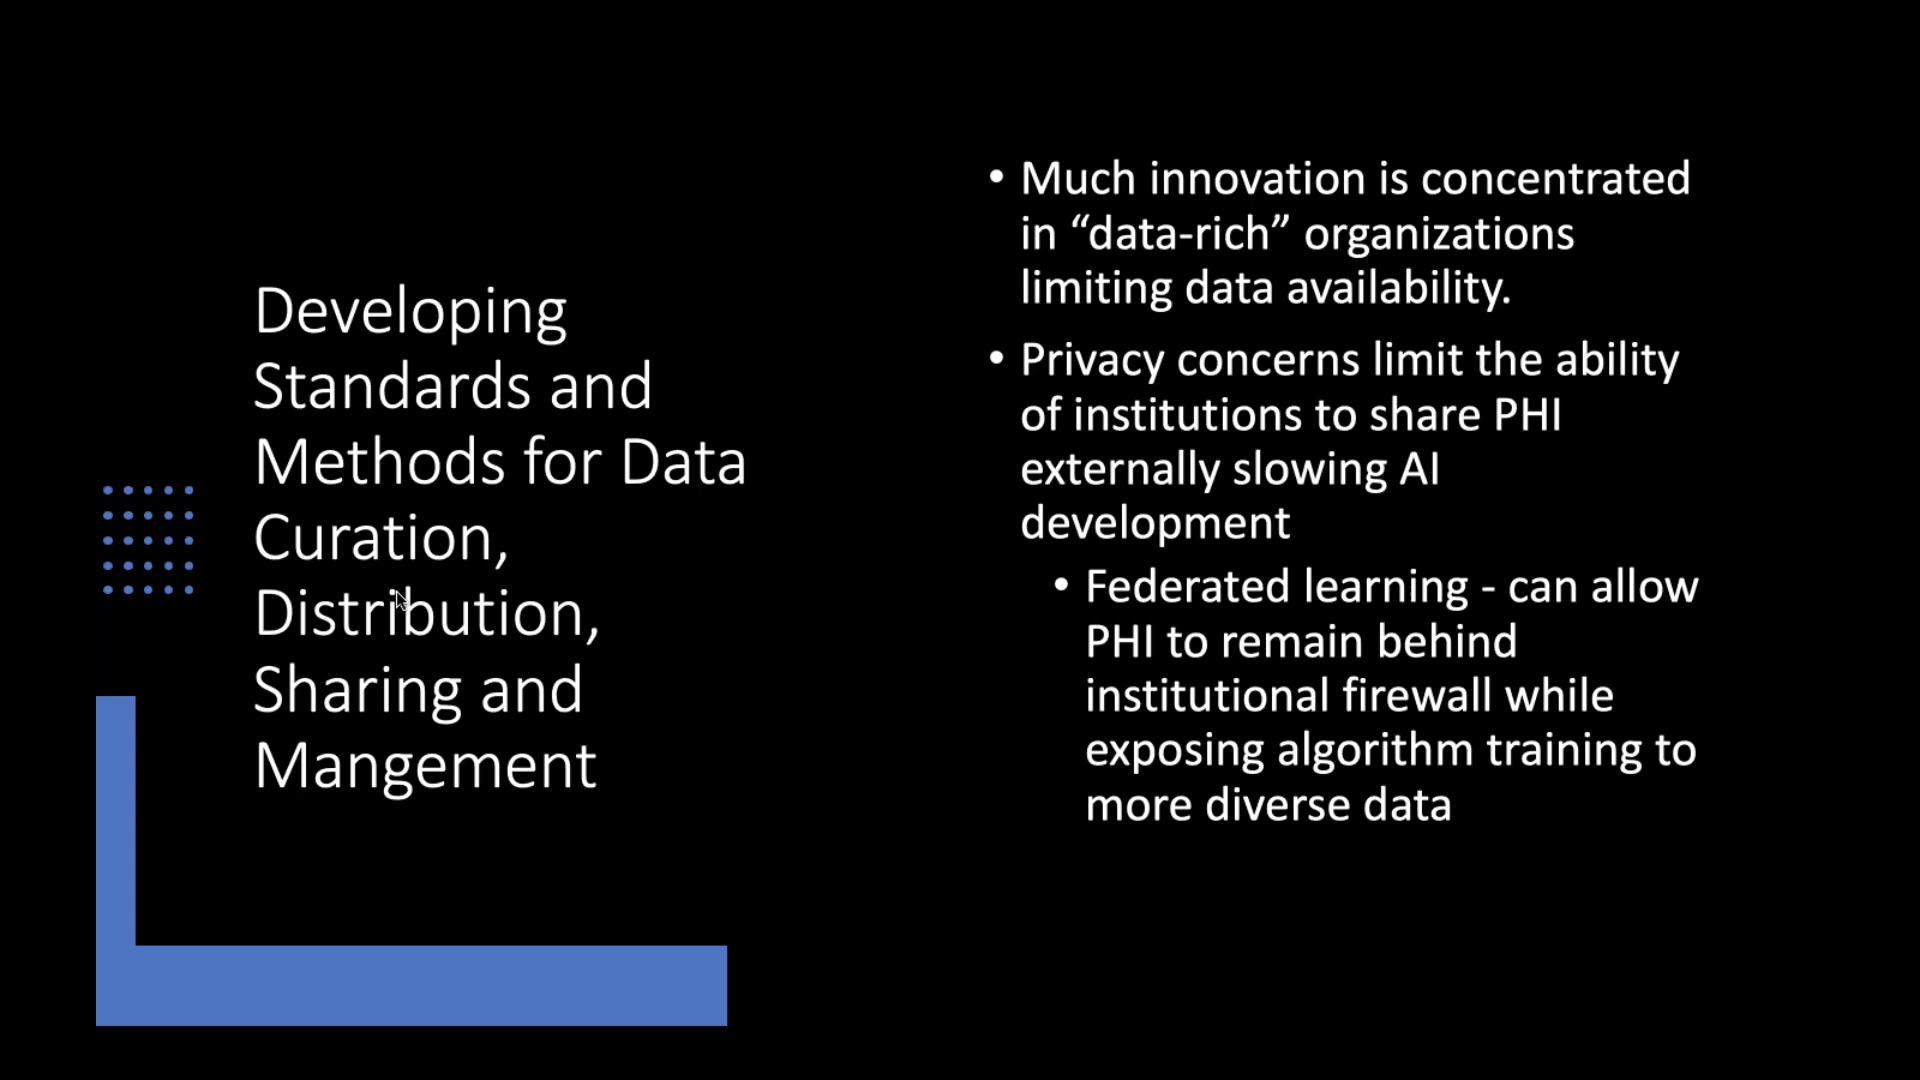 Developing
Standards and
Methods for Data
Curation,
Distribution,
Sharing and
Mangement
• Much innovation is concentrated
in “data-rich” organizations
limiting data availability.
• Privacy concerns limit the ability
of institutions to share PHI
externally slowing AI
development
• Federated learning - can allow
PHI to remain behind
institutional firewall while
exposing algorithm training to
more diverse data